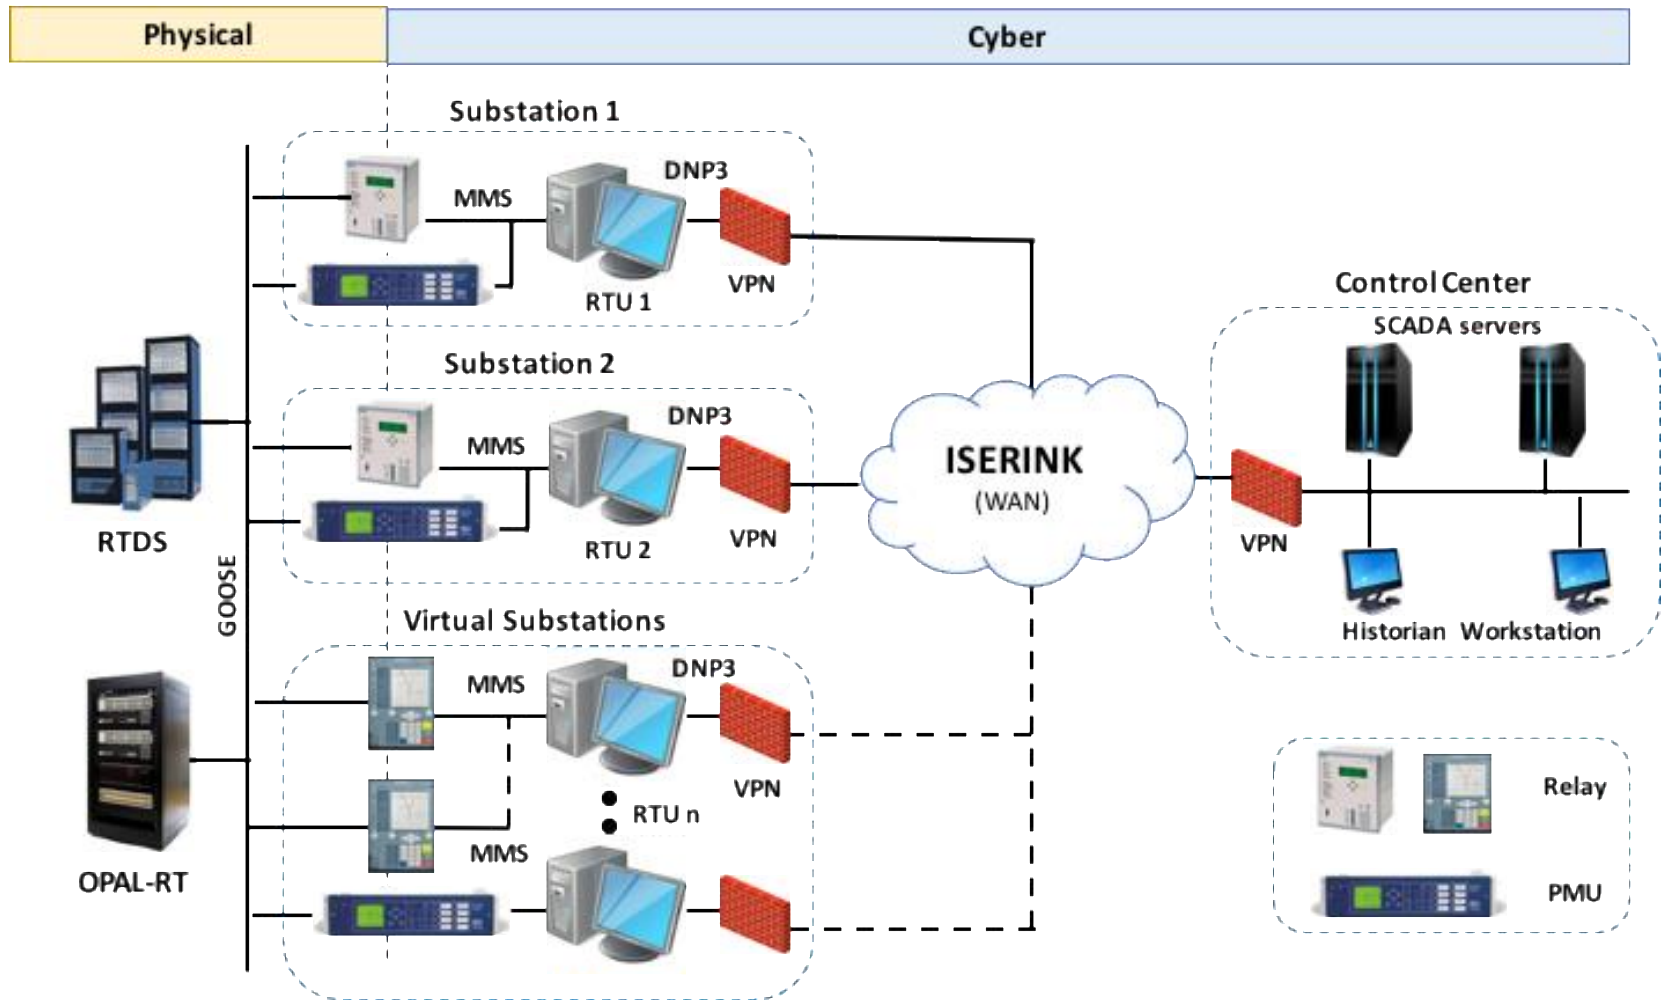 Physical
Cyber
Substation 1
MMS
DNP3
RTU 1
VPN
Substation 2
MMS
DNP3
RTU 2
VPN
RTDS
GOOSE
OPAL-RT
Virtual Substations
MMS
DNP3
VPN
RTU n
MMS
ISERINK
(WAN)
Control Center
SCADA servers
VPN
Historian Workstation
Relay
PMU